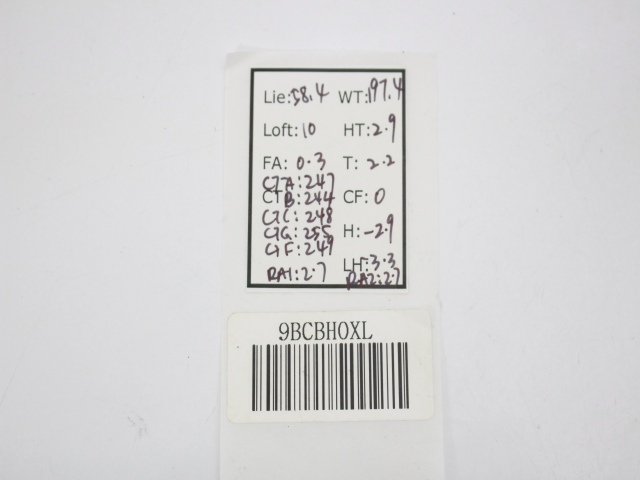 Lie:58.4 WT:197.4
Loft:10 HT:2.9
FA: 0.3 T: 2.2
CTA:247
CTB:244 CF: 0
CTC:248
CTG:255 H:-2.9
CTF:249
LH:3.3
RA1:2.7 RA2:2.7
9BCBH0XL